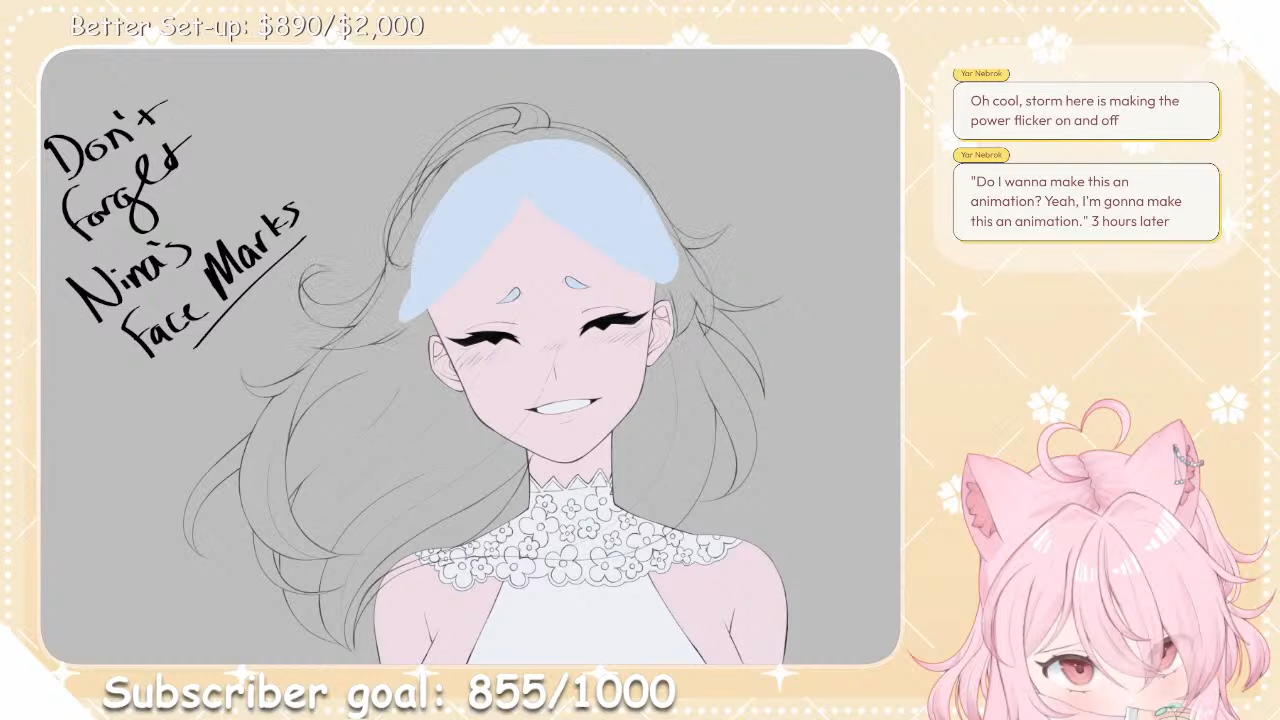 Better Set-up: $890/$2,000
Don't
forget
Nina's
Face Marks
Yar Nebrok
Oh cool, storm here is making the
power flicker on and off
Yar Nebrok
"Do I wanna make this an
animation? Yeah, I'm gonna make
this an animation." 3 hours later
Subscriber goal: 855/1000